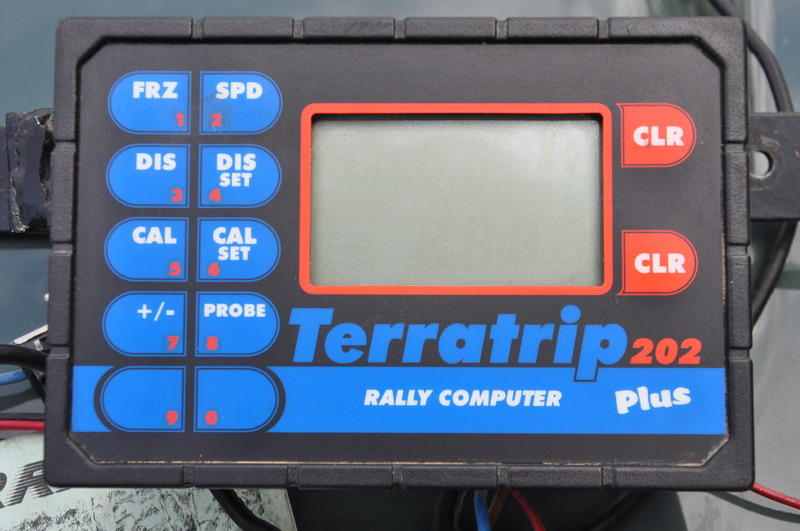 FRZ 1
SPD 2
DIS 3
DIS SET 4
CAL 5
CAL SET 6
+/- 7
PROBE 8
9
0
CLR
CLR
Terratrip 202
RALLY COMPUTER Plus